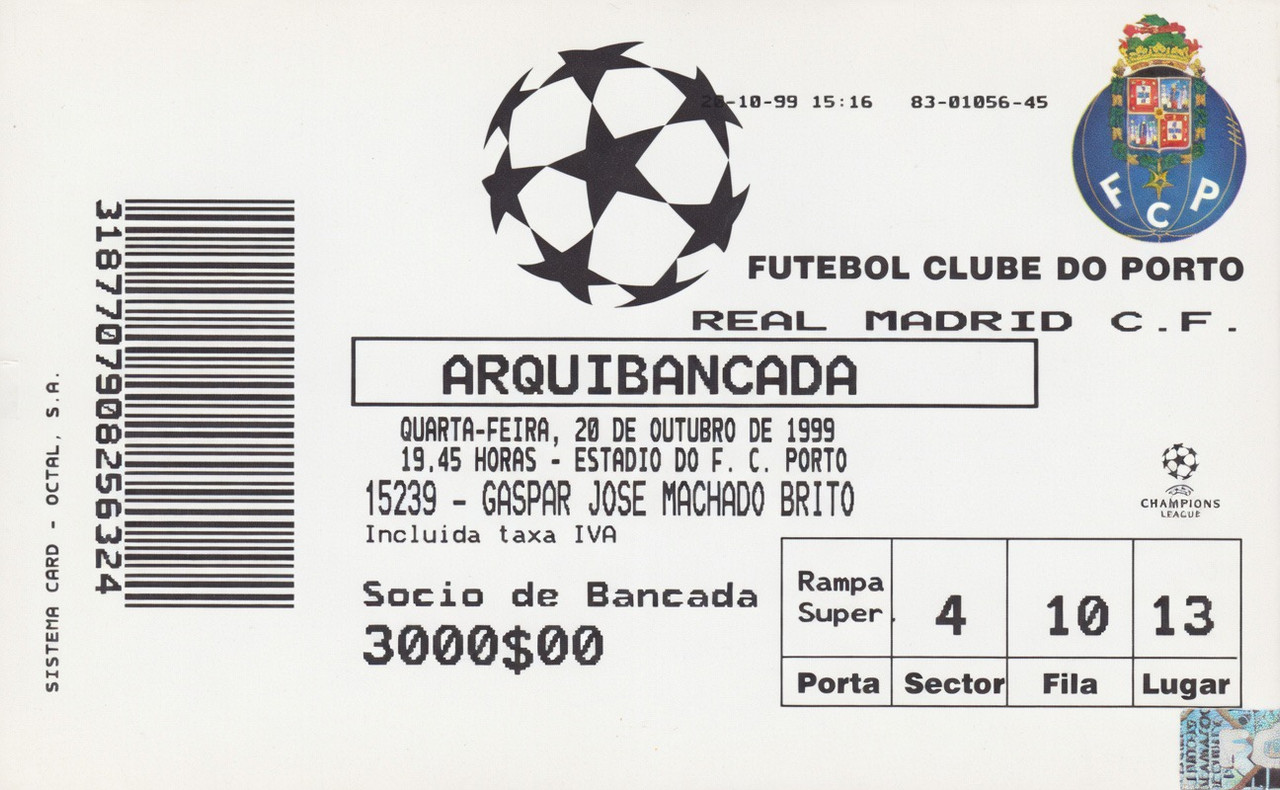 20-10-99 15:16 83-01056-45
F C P
FUTEBOL CLUBE DO PORTO
REAL MADRID C.F.
ARQUIBANCADA
QUARTA-FEIRA, 20 DE OUTUBRO DE 1999
19.45 HORAS - ESTADIO DO F. C. PORTO
15239 - GASPAR JOSE MACHADO BRITO
Incluida taxa IVA
Socio de Bancada
3000$00
CHAMPIONS
LEAGUE
Rampa
Super. 4 10 13
Porta Sector Fila Lugar
3187707908256324
SISTEMA CARD - OCTAL, S.A.
FC